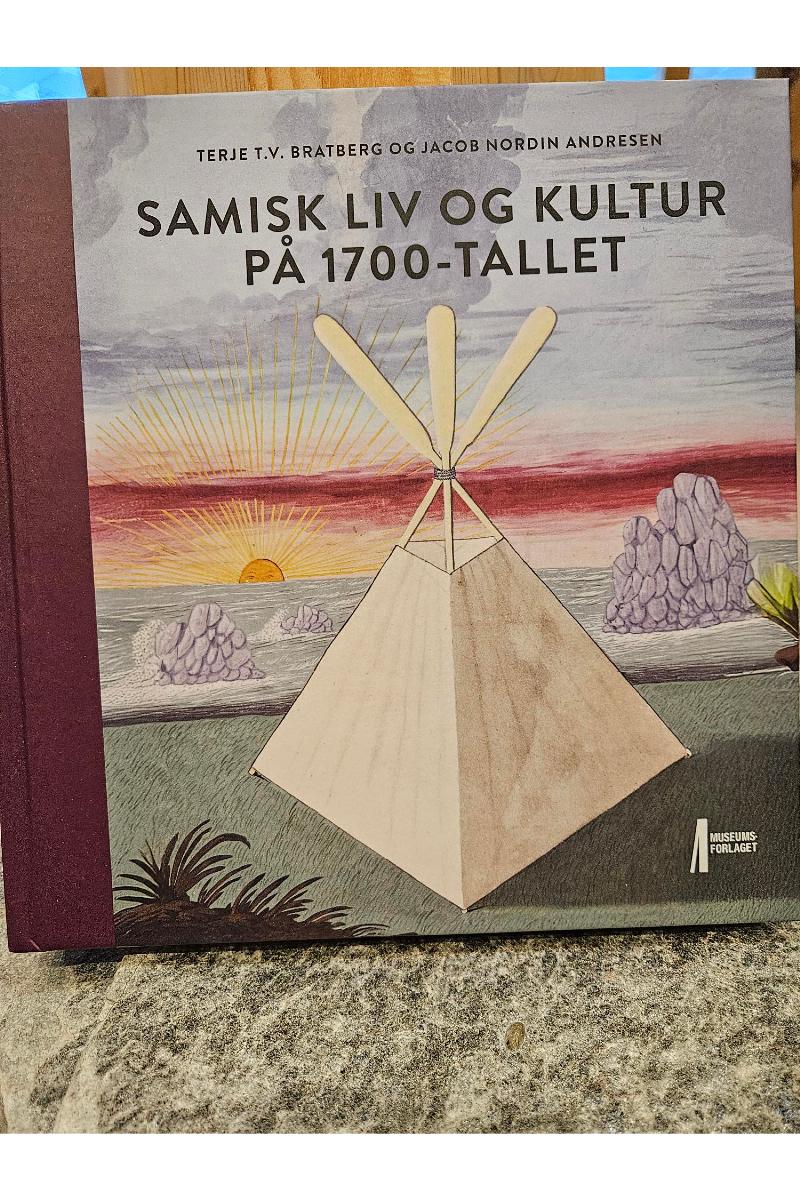 TERJE T.V. BRATBERG OG JACOB NORDIN ANDRESEN
SAMISK LIV OG KULTUR
PÅ 1700-TALLET
MUSEUMS-
FORLAGET